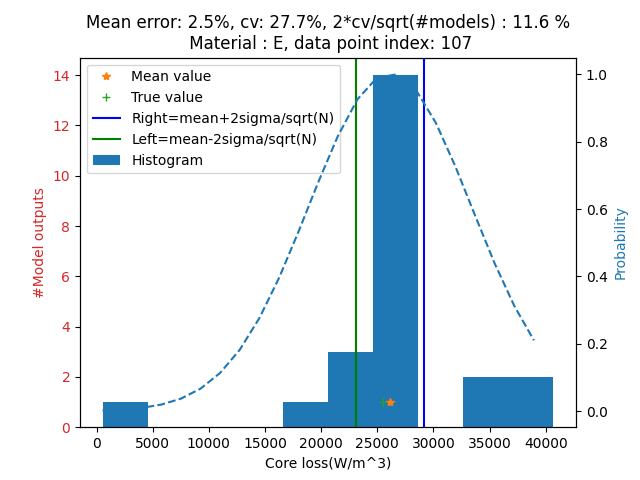 Mean error: 2.5%, cv: 27.7%, 2*cv/sqrt(#models) : 11.6 %
Material : E, data point index: 107
Mean value
True value
Right=mean+2sigma/sqrt(N)
Left=mean-2sigma/sqrt(N)
Histogram
#Model outputs
14
12
10
8
6
4
2
0
1.0
0.8
0.6
0.4
0.2
0.0
Probability
0 5000 10000 15000 20000 25000 30000 35000 40000
Core loss(W/m^3)